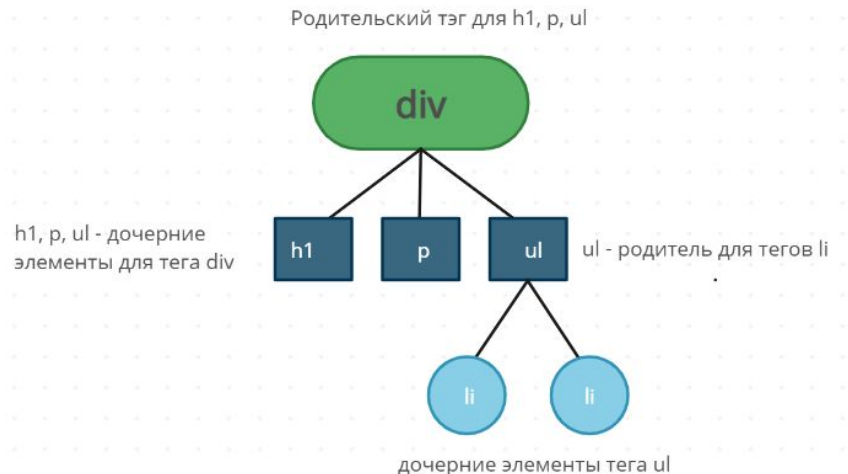 Родительский тэг для h1, p, ul
div
h1, p, ul - дочерние
элементы для тега div
h1
p
ul
ul - родитель для тегов li
.
li
li
дочерние элементы тега ul